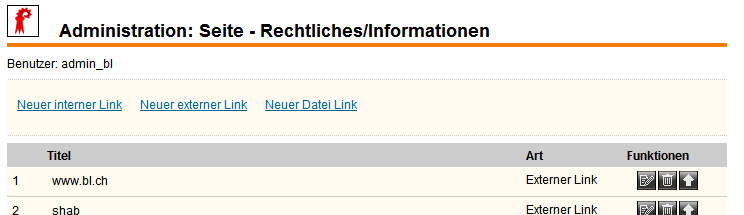 Administration: Seite - Rechtliches/Informationen
Benutzer: admin_bl
Neuer interner Link Neuer externer Link Neuer Datei Link
Titel Art Funktionen
1 www.bl.ch Externer Link
2 shab Externer Link